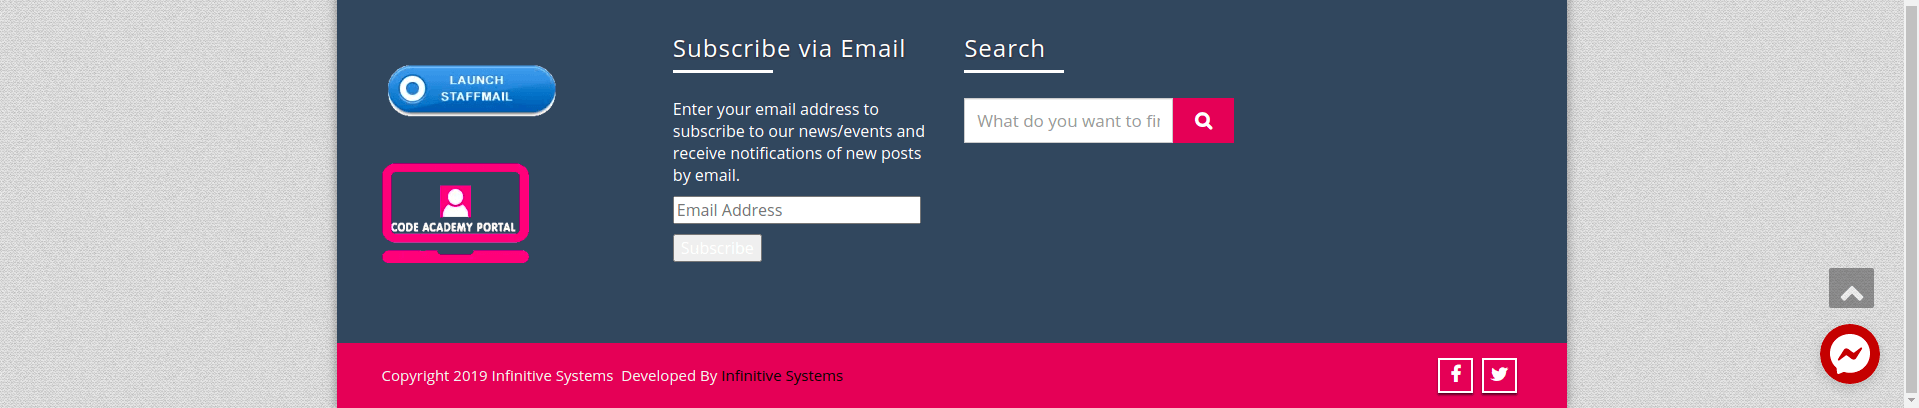 LAUNCH
STAFFMAIL
CODE ACADEMY PORTAL
Subscribe via Email
Enter your email address to
subscribe to our news/events and
receive notifications of new posts
by email.
Email Address
Subscribe
Search
What do you want to fi
Copyright 2019 Infinitive Systems  Developed By Infinitive Systems